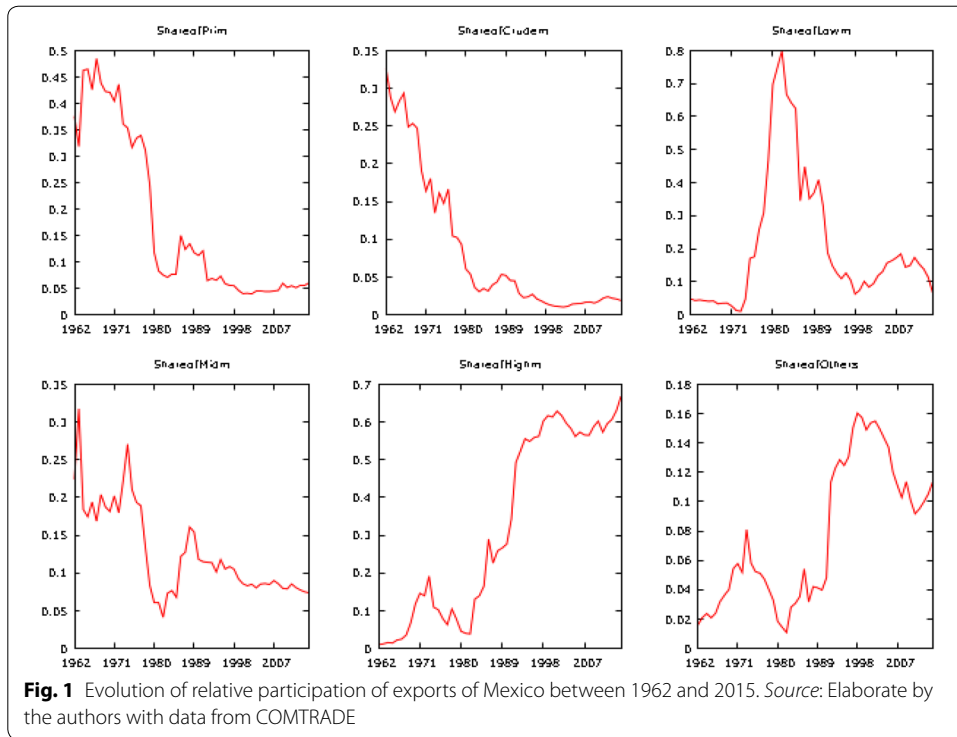 ShareofPrim ShareofCrudem ShareofLowm
0.5 0.35 0.8
0.45 0.3 0.7
0.4 0.25 0.6
0.35 0.2 0.5
0.3 0.15 0.4
0.25 0.1 0.3
0.2 0.05 0.2
0.15 0 0.1
0.1 0
0.05
0
1962 1971 1980 1989 1998 2007 1962 1971 1980 1989 1998 2007 1962 1971 1980 1989 1998 2007
ShareofMidm ShareofHighm ShareofOthers
0.35 0.7 0.18
0.3 0.6 0.16
0.25 0.5 0.14
0.2 0.4 0.12
0.15 0.3 0.1
0.1 0.2 0.08
0.05 0.1 0.06
0 0 0.04
0.02
0
1962 1971 1980 1989 1998 2007 1962 1971 1980 1989 1998 2007 1962 1971 1980 1989 1998 2007
Fig. 1 Evolution of relative participation of exports of Mexico between 1962 and 2015. Source: Elaborate by
the authors with data from COMTRADE